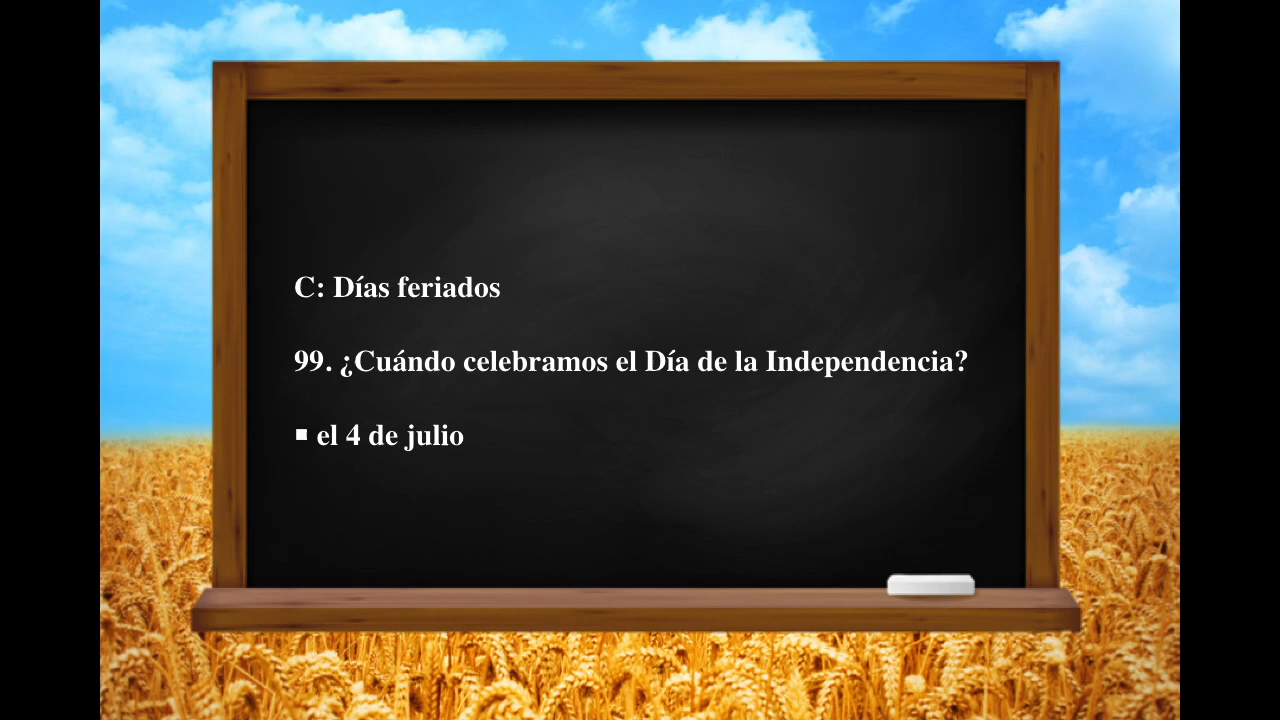 C: Días feriados
99. ¿Cuándo celebramos el Día de la Independencia?
▪ el 4 de julio